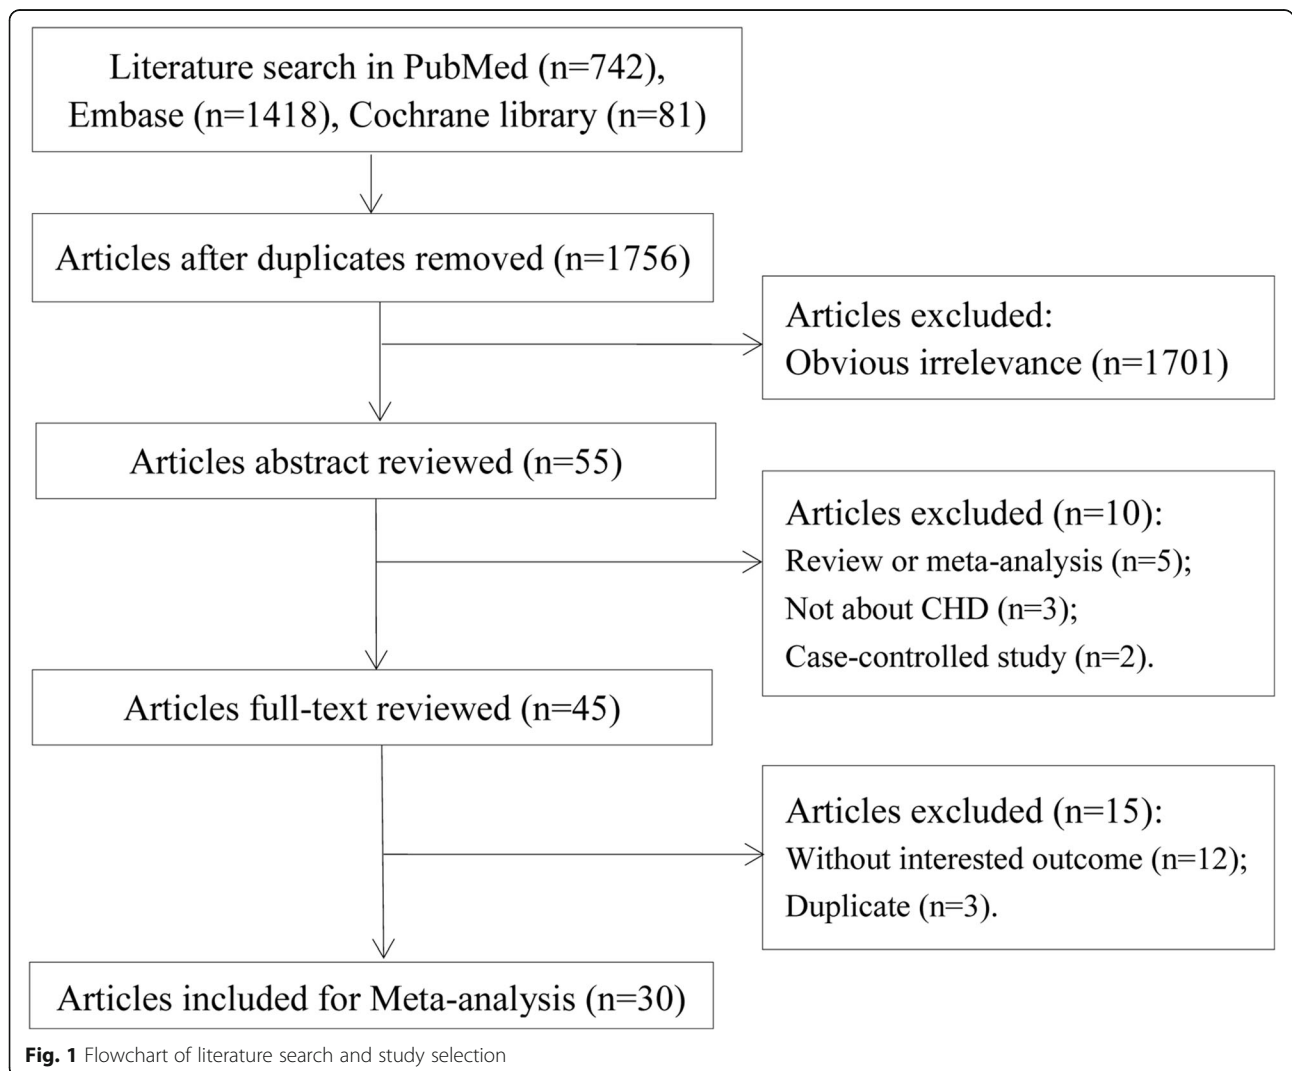 Literature search in PubMed (n=742),
Embase (n=1418), Cochrane library (n=81)
Articles after duplicates removed (n=1756)
Articles excluded:
Obvious irrelevance (n=1701)
Articles abstract reviewed (n=55)
Articles excluded (n=10):
Review or meta-analysis (n=5);
Not about CHD (n=3);
Case-controlled study (n=2).
Articles full-text reviewed (n=45)
Articles excluded (n=15):
Without interested outcome (n=12);
Duplicate (n=3).
Articles included for Meta-analysis (n=30)
Fig. 1 Flowchart of literature search and study selection